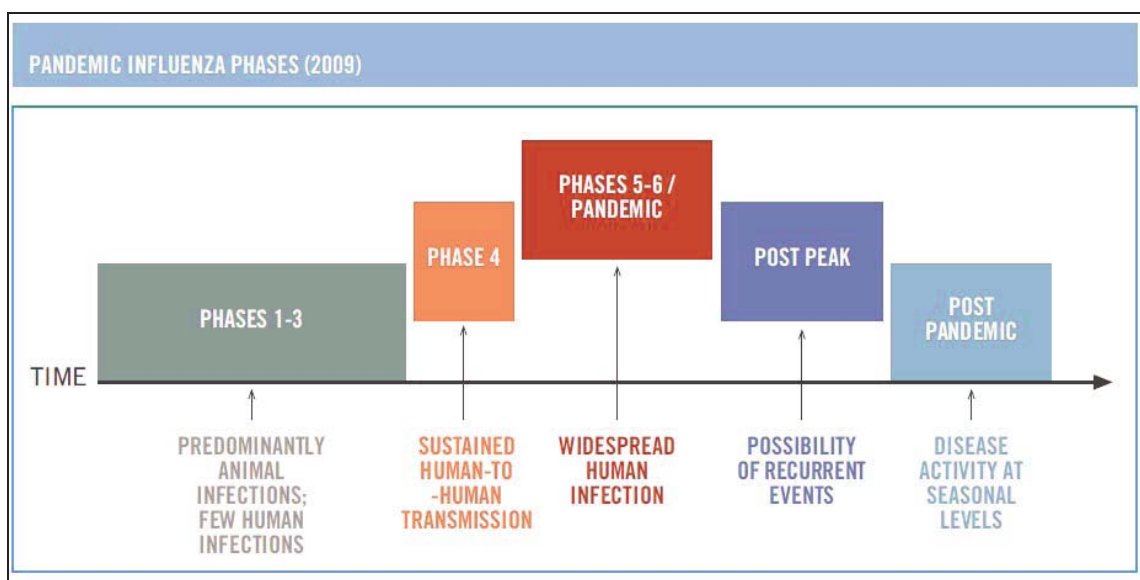 PANDEMIC INFLUENZA PHASES (2009)
PHASES 5-6 /
PANDEMIC
PHASE 4
POST PEAK
PHASES 1-3
POST
PANDEMIC
TIME
PREDOMINANTLY
ANIMAL
INFECTIONS;
FEW HUMAN
INFECTIONS
SUSTAINED
HUMAN-TO
-HUMAN
TRANSMISSION
WIDESPREAD
HUMAN
INFECTION
POSSIBILITY
OF RECURRENT
EVENTS
DISEASE
ACTIVITY AT
SEASONAL
LEVELS